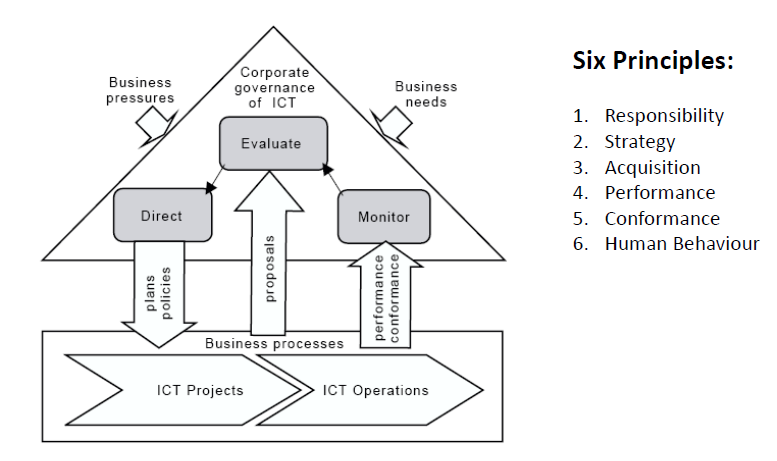 Six Principles:
Corporate
governance
of ICT
Business
pressures
Business
needs
Evaluate
Direct
Monitor
plans
policies
proposals
performance
conformance
Business processes
ICT Projects
ICT Operations
1. Responsibility
2. Strategy
3. Acquisition
4. Performance
5. Conformance
6. Human Behaviour